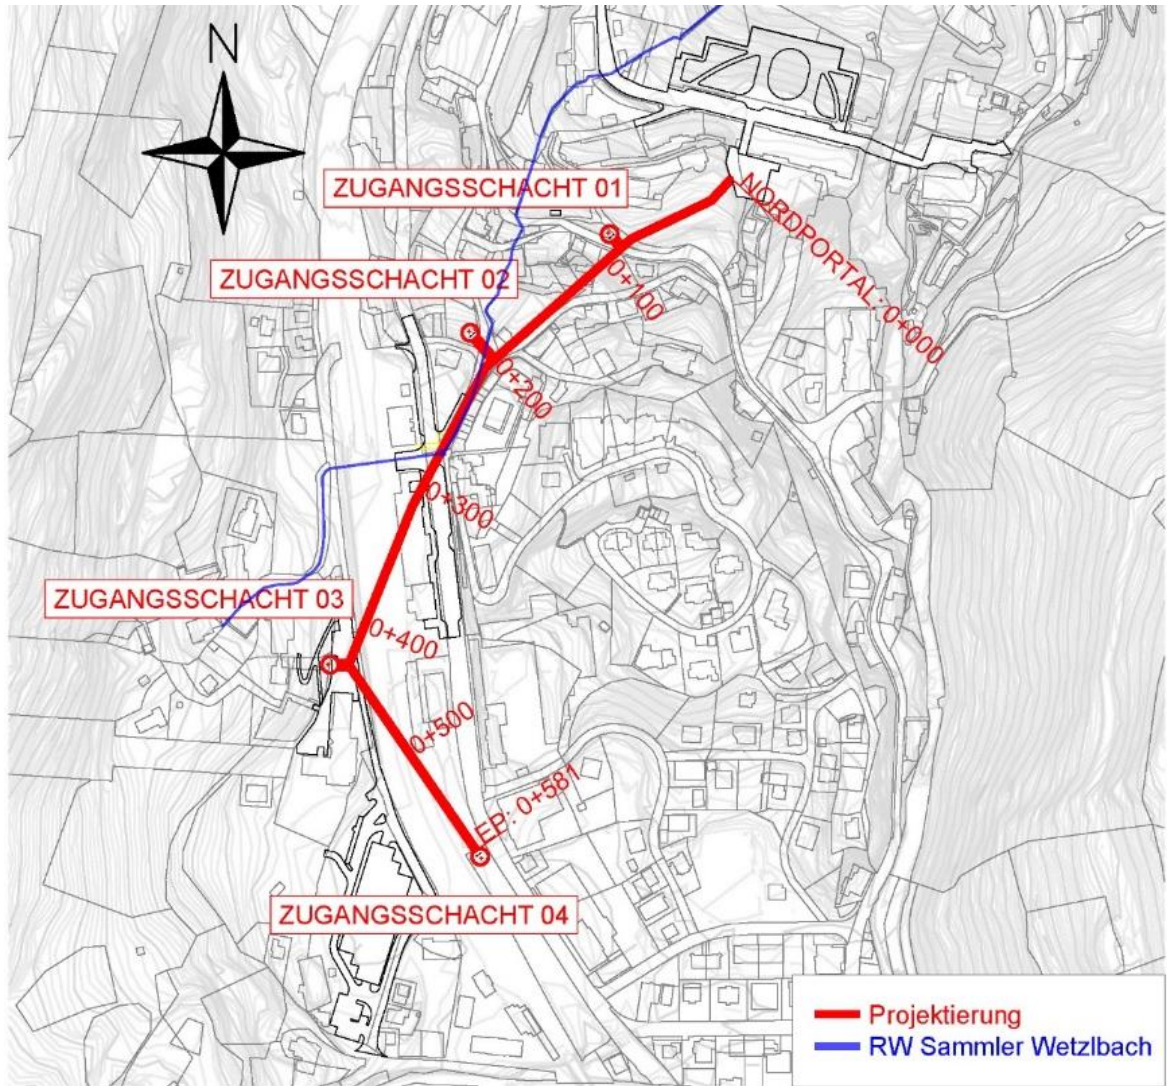 N
ZUGANGSSCHACHT 01
NORDPORTAL: 0+000
ZUGANGSSCHACHT 02
0+100
0+200
0+300
ZUGANGSSCHACHT 03
0+400
0+500
EP: 0+581
ZUGANGSSCHACHT 04
Projektierung
RW Sammler Wetzlbach